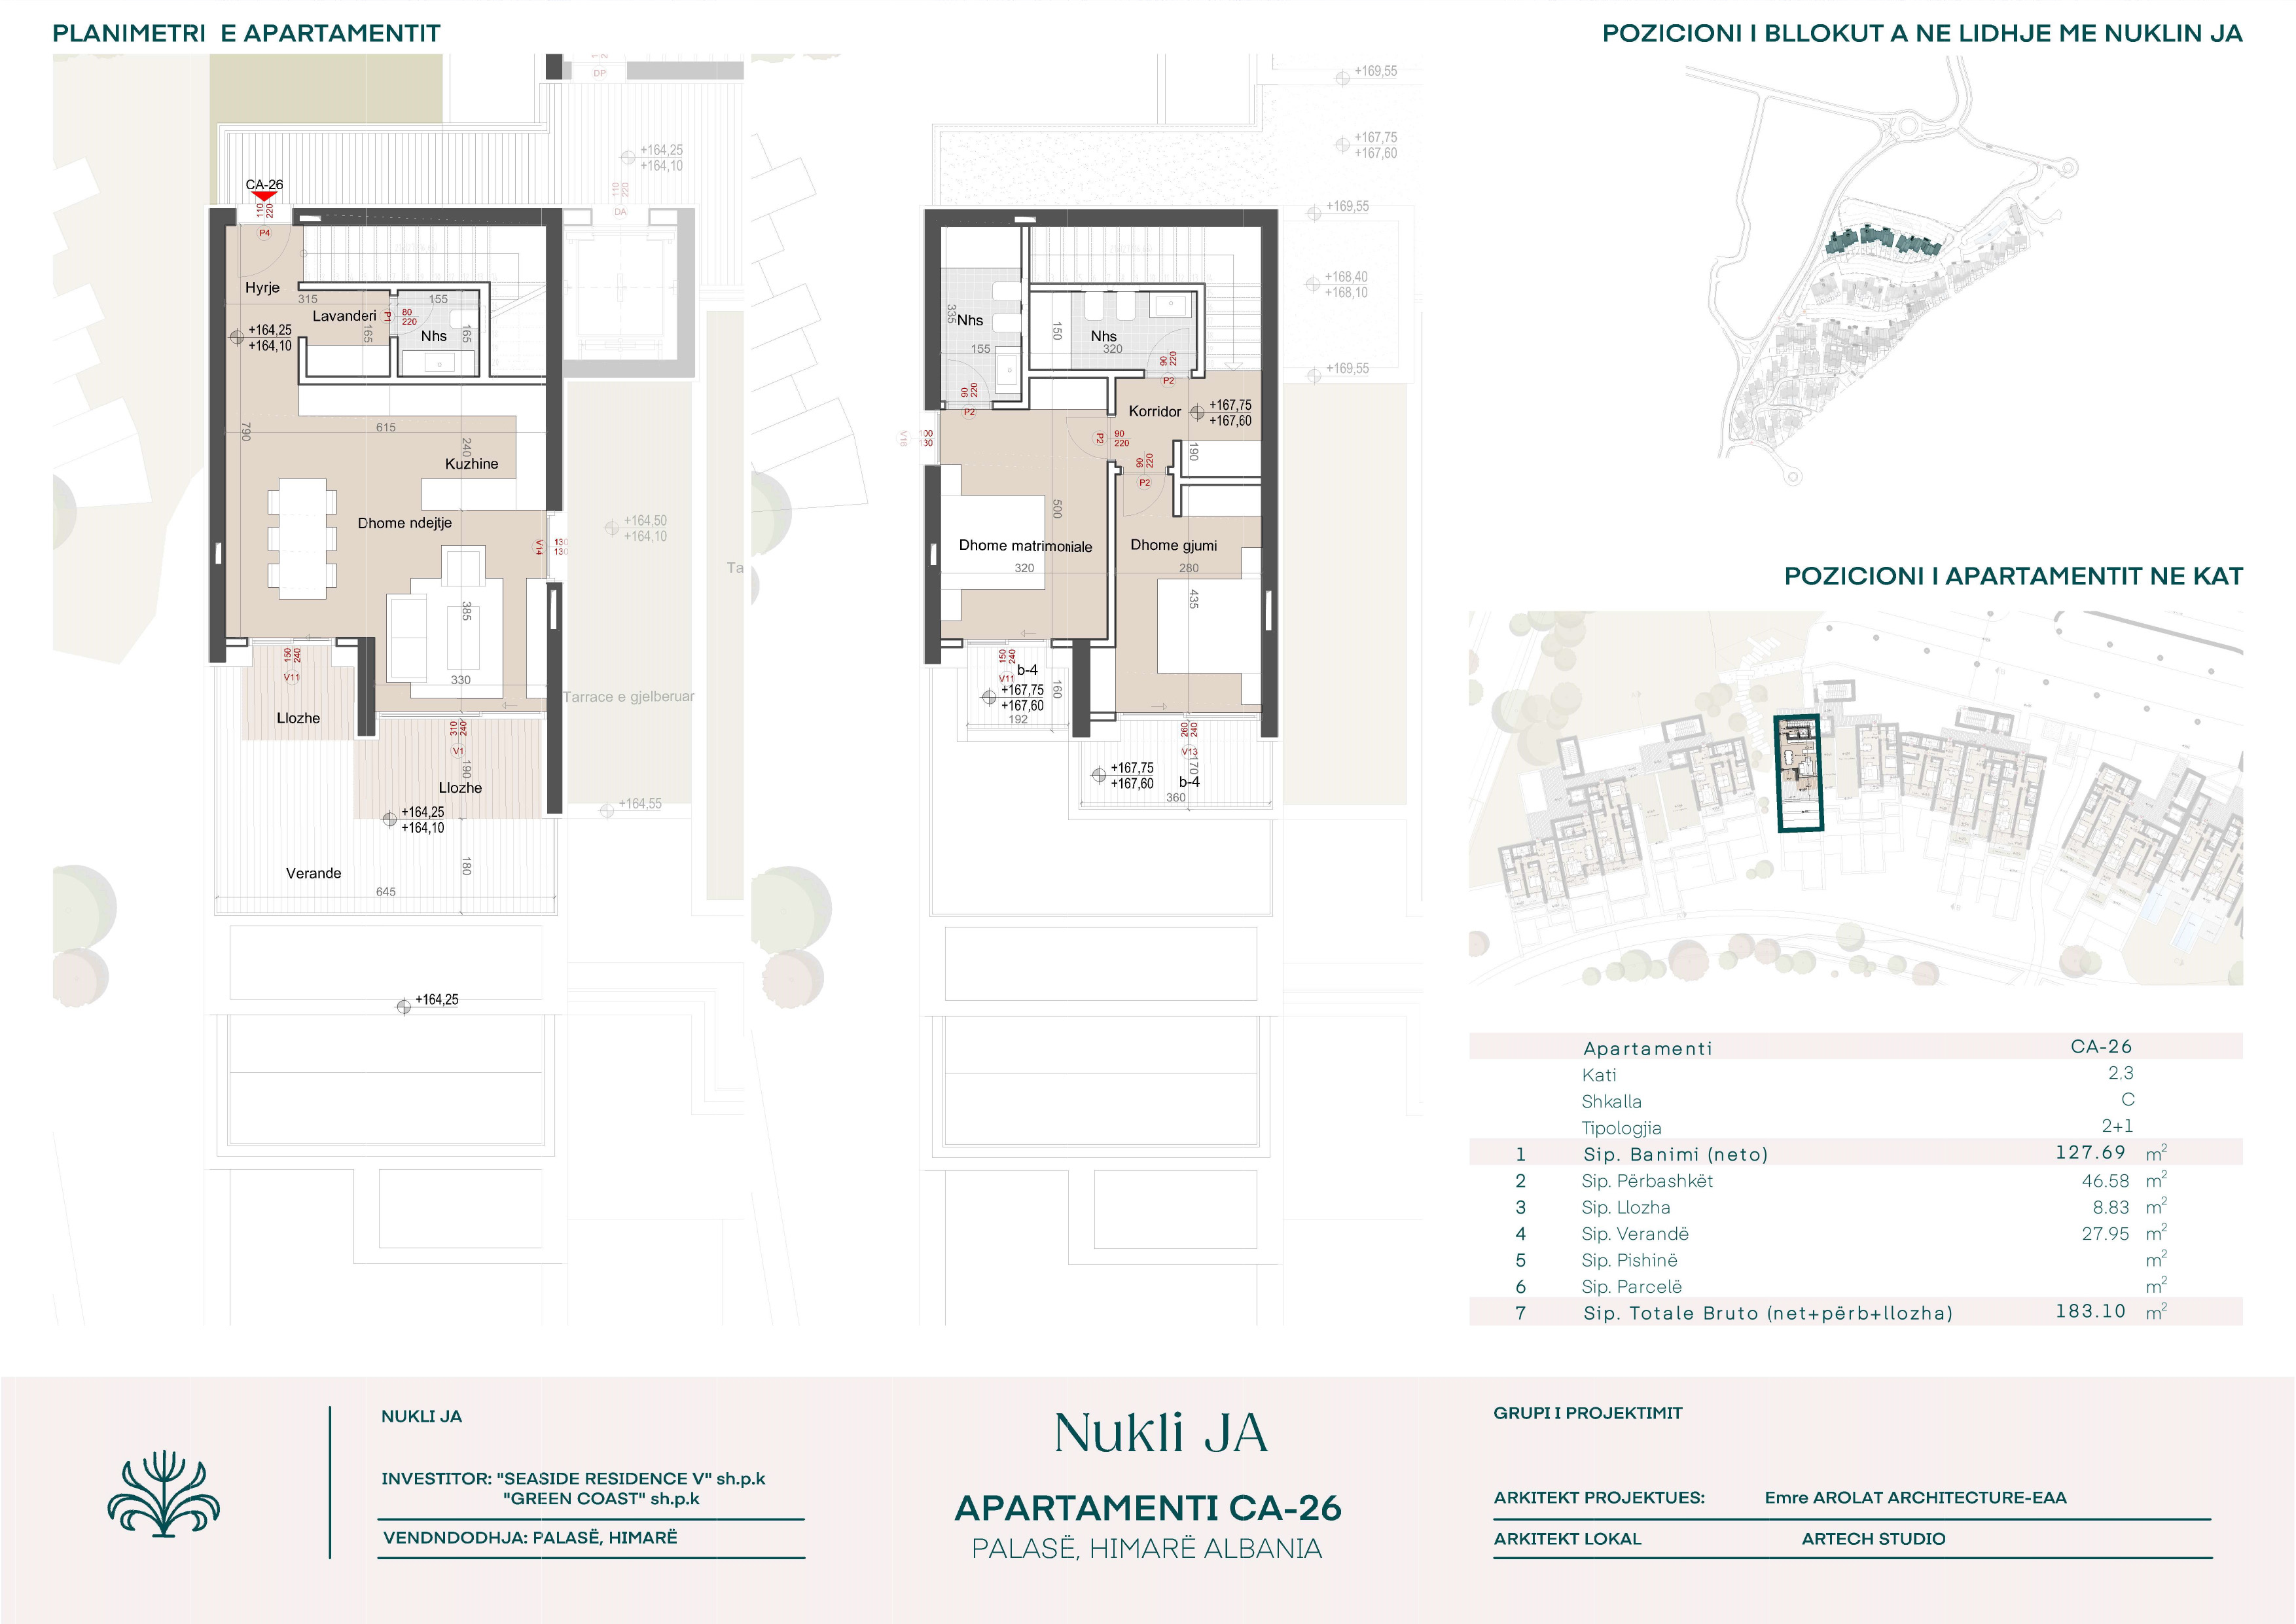 PLANIMETRI E APARTAMENTIT
POZICIONI I BLLOKUT A NE LIDHJE ME NUKLIN JA
DP
+164,25
+164,10
110
220
DA
CA-26
110
220
P4
Hyrje
315
Lavanderi
165
P1
80
220
155
Nhs
165
+164,25
+164,10
790
615
240
Kuzhine
Dhome ndejtje
V14
130
130
+164,50
+164,10
Ta
385
330
Tarrace e gjelberuar
150
240
V11
Llozhe
310
240
V1
190
Llozhe
+164,25
+164,10
+164,55
Verande
180
645
+164,25
+169,55
+167,75
+167,60
+169,55
+168,40
+168,10
+169,55
335
Nhs
155
150
Nhs
320
90
220
P2
90
220
P2
Korridor
+167,75
+167,60
V16
P2
90
220
190
90
220
P2
500
Dhome matrimoniale
320
Dhome gjumi
280
435
150
240
V11
b-4
+167,75
+167,60
160
192
260
240
V13
170
+167,75
+167,60
b-4
360
POZICIONI I APARTAMENTIT NE KAT
Apartamenti CA-26
Kati 2.3
Shkalla C
Tipologjia 2+1
1 Sip. Banimi (neto) 127.69 m²
2 Sip. Përbashkët 46.58 m²
3 Sip. Llozha 8.83 m²
4 Sip. Verandë 27.95 m²
5 Sip. Pishinë m²
6 Sip. Parcelë m²
7 Sip. Totale Bruto (net+përb+llozha) 183.10 m²
NUKLI JA
INVESTITOR: "SEASIDE RESIDENCE V" sh.p.k
"GREEN COAST" sh.p.k
VENDNDODHJA: PALASË, HIMARË
Nukli JA
APARTAMENTI CA-26
PALASË, HIMARË ALBANIA
GRUPI I PROJEKTIMIT
ARKITEKT PROJEKTUES: Emre AROLAT ARCHITECTURE-EAA
ARKITEKT LOKAL ARTECH STUDIO